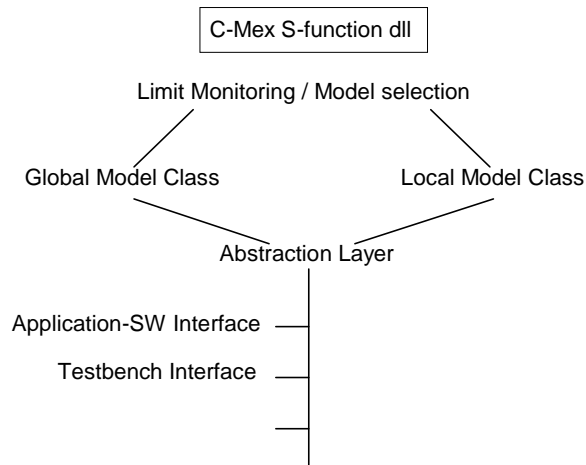 C-Mex S-function dll
Limit Monitoring / Model selection
Global Model Class
Local Model Class
Abstraction Layer
Application-SW Interface
Testbench Interface